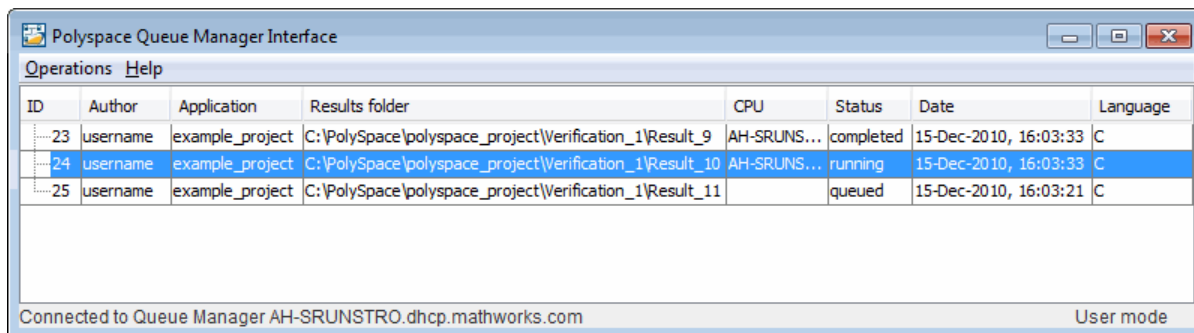 Polyspace Queue Manager Interface
Operations Help
ID Author Application Results folder CPU Status Date Language
23 username example_project C:\PolySpace\polyspace_project\Verification_1\Result_9 AH-SRUNS... completed 15-Dec-2010, 16:03:33 C
24 username example_project C:\PolySpace\polyspace_project\Verification_1\Result_10 AH-SRUNS... running 15-Dec-2010, 16:03:33 C
25 username example_project C:\PolySpace\polyspace_project\Verification_1\Result_11 queued 15-Dec-2010, 16:03:21 C
Connected to Queue Manager AH-SRUNSTRO.dhcp.mathworks.com User mode